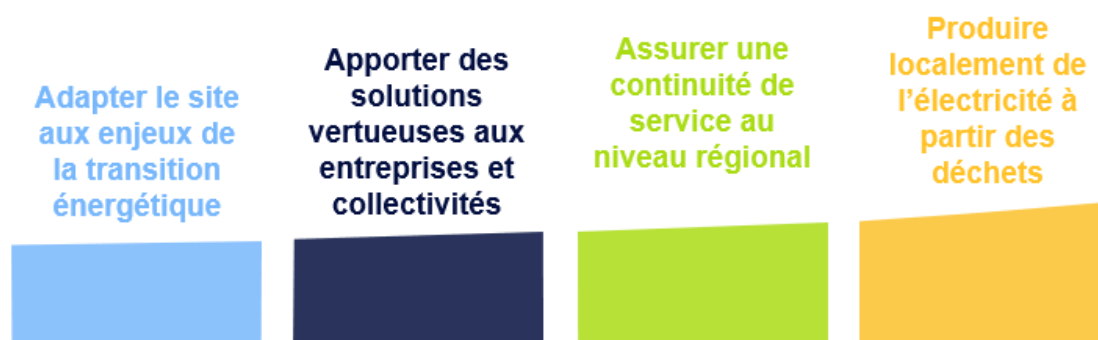 Adapter le site
aux enjeux de
la transition
énergétique
Apporter des
solutions
vertueuses aux
entreprises et
collectivités
Assurer une
continuité de
service au
niveau régional
Produire
localement de
l’électricité à
partir des
déchets